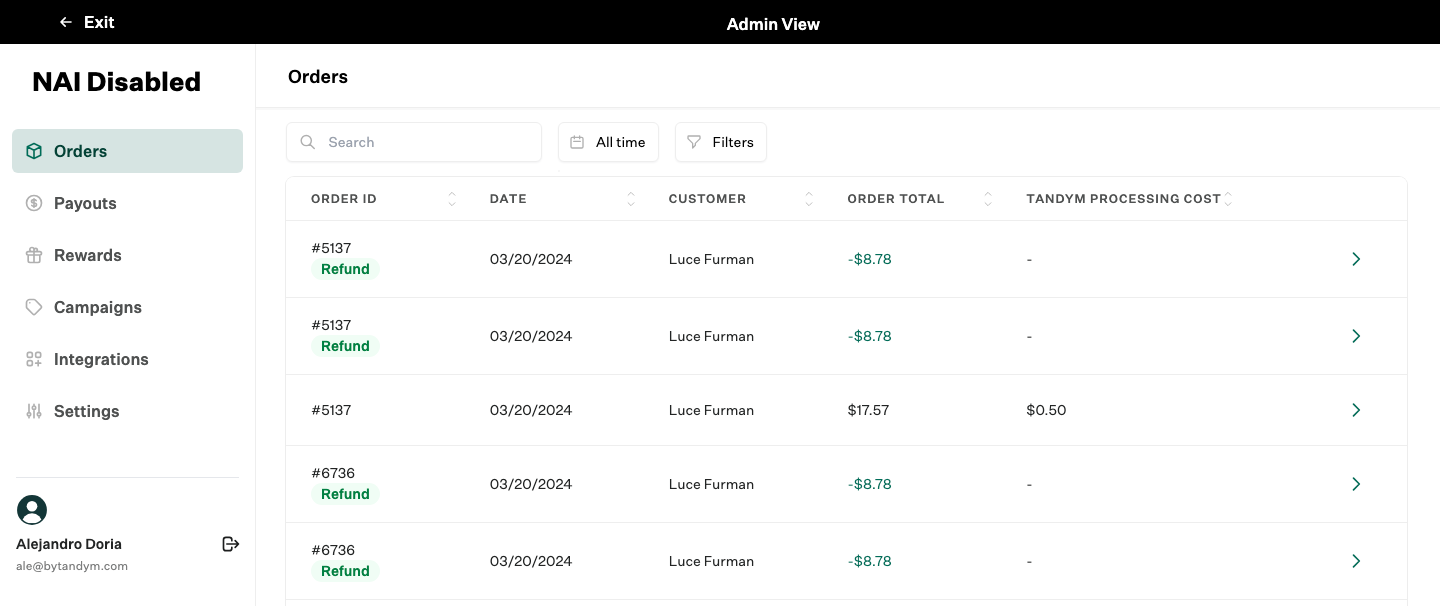 Exit
Admin View
NAI Disabled
Orders
Payouts
Rewards
Campaigns
Integrations
Settings
Alejandro Doria
ale@bytandym.com
Orders
Search
All time
Filters
ORDER ID DATE CUSTOMER ORDER TOTAL TANDYM PROCESSING COST
#5137
Refund
03/20/2024 Luce Furman -$8.78 -
#5137
Refund
03/20/2024 Luce Furman -$8.78 -
#5137 03/20/2024 Luce Furman $17.57 $0.50
#6736
Refund
03/20/2024 Luce Furman -$8.78 -
#6736
Refund
03/20/2024 Luce Furman -$8.78 -